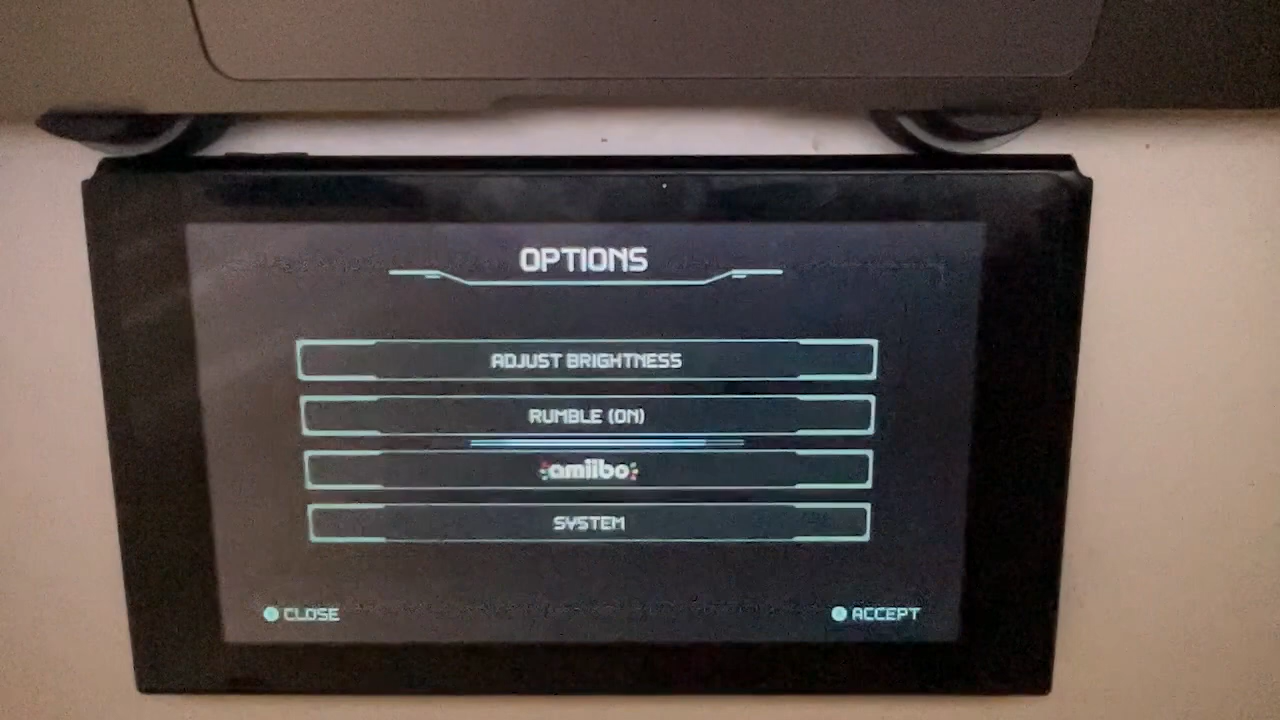 OPTIONS
ADJUST BRIGHTNESS
RUMBLE (ON)
amiibo
SYSTEM
CLOSE
ACCEPT